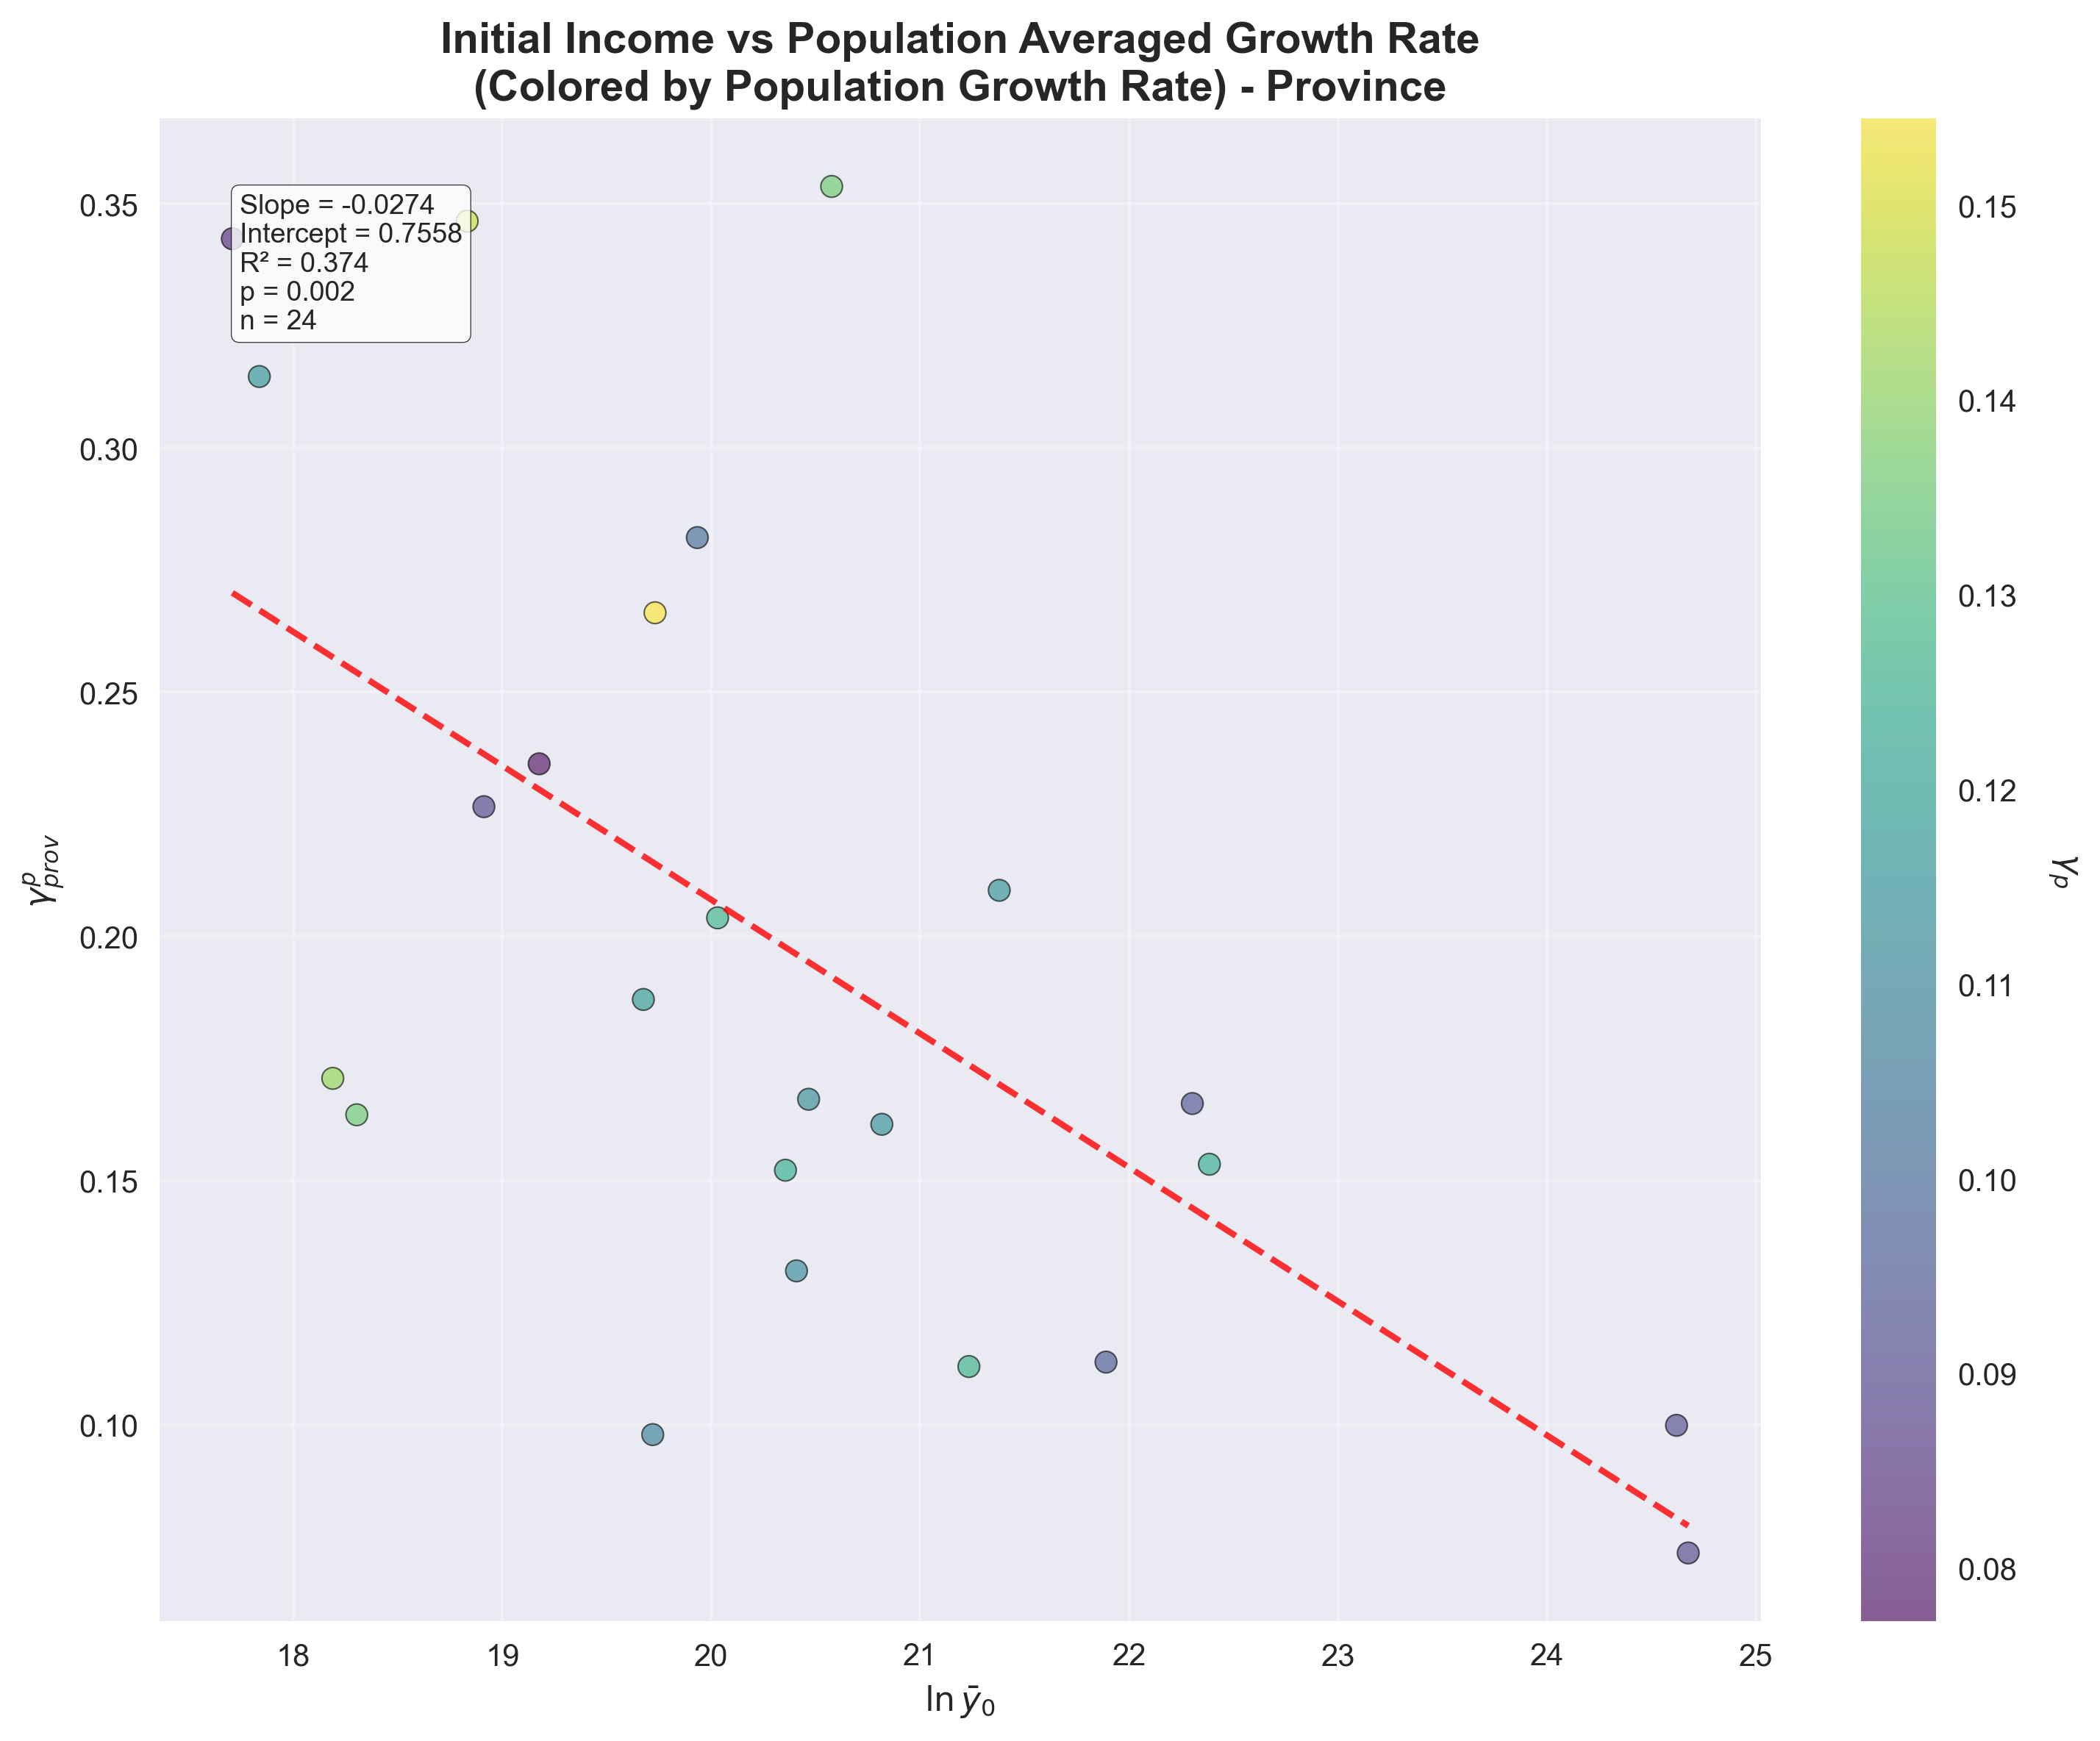 Initial Income vs Population Averaged Growth Rate
(Colored by Population Growth Rate) - Province
Slope = -0.0274
Intercept = 0.7558
R² = 0.374
p = 0.002
n = 24
0.35
0.30
0.25
0.20
0.15
0.10
γ^p_prov
18 19 20 21 22 23 24 25
ln ȳ₀
0.15
0.14
0.13
0.12
0.11
0.10
0.09
0.08
γ_p